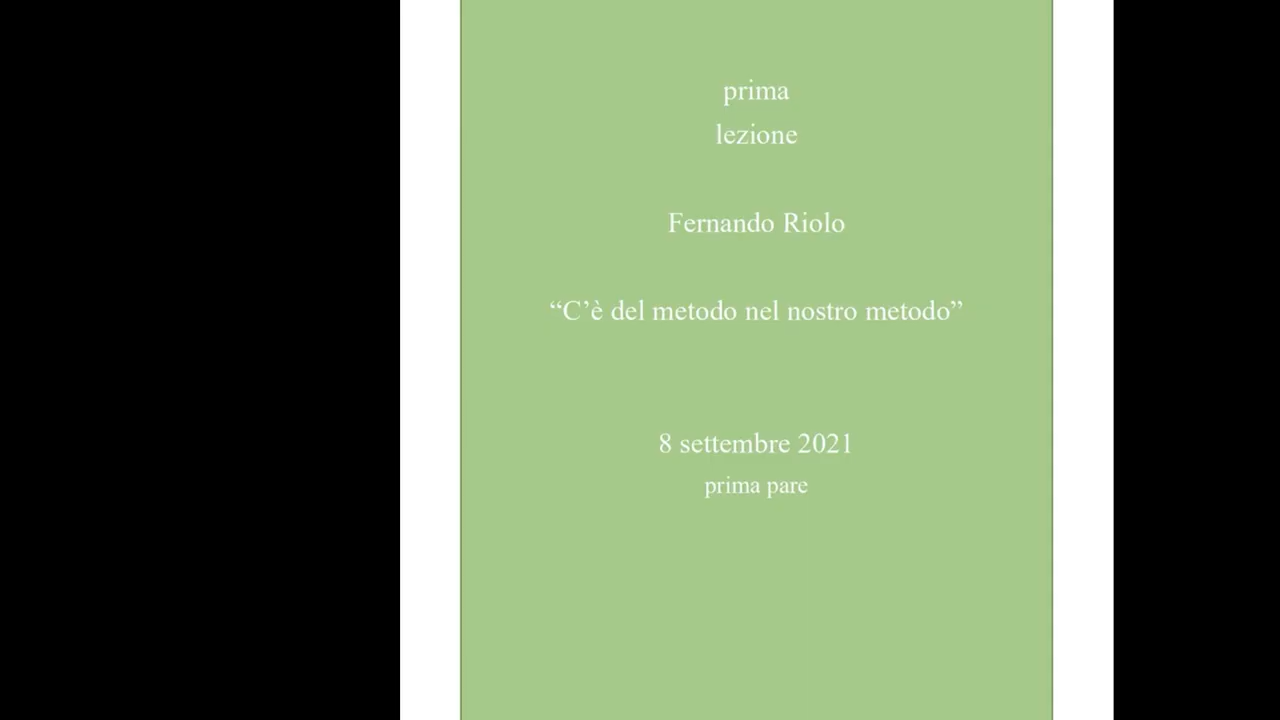 prima
lezione
Fernando Riolo
“C’è del metodo nel nostro metodo”
8 settembre 2021
prima pare